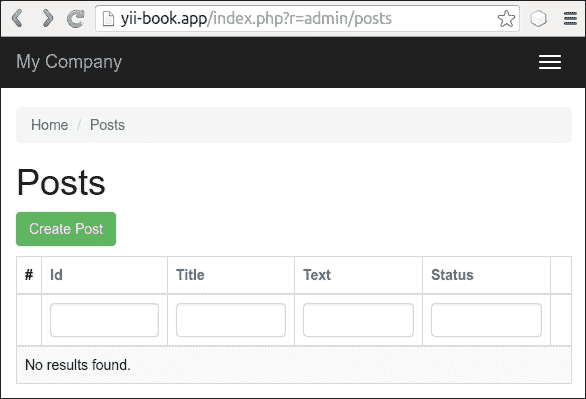 yii-book.app/index.php?r=admin/posts
My Company
Home / Posts
Posts
Create Post
# Id Title Text Status
No results found.